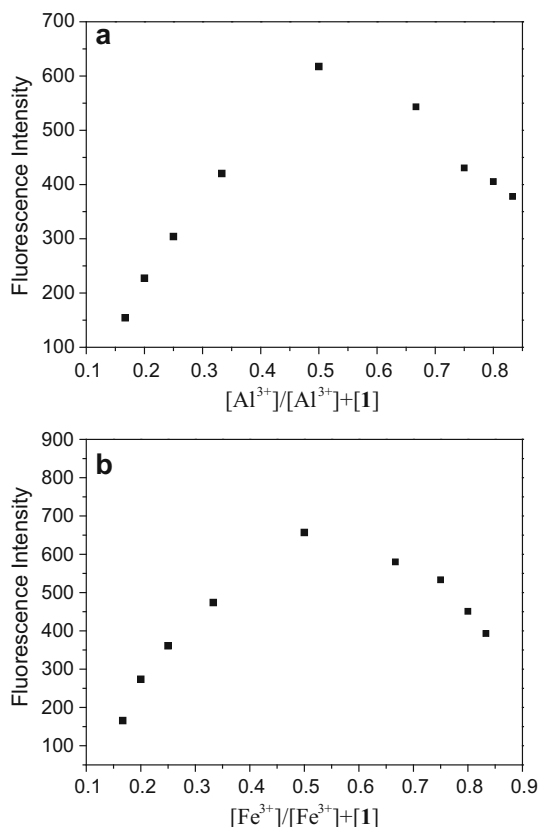 a
700
600
500
400
300
200
100
Fluorescence Intensity
0.1 0.2 0.3 0.4 0.5 0.6 0.7 0.8
[Al³⁺]/[Al³⁺]+[1]
b
900
800
700
600
500
400
300
200
100
Fluorescence Intensity
0.1 0.2 0.3 0.4 0.5 0.6 0.7 0.8 0.9
[Fe³⁺]/[Fe³⁺]+[1]